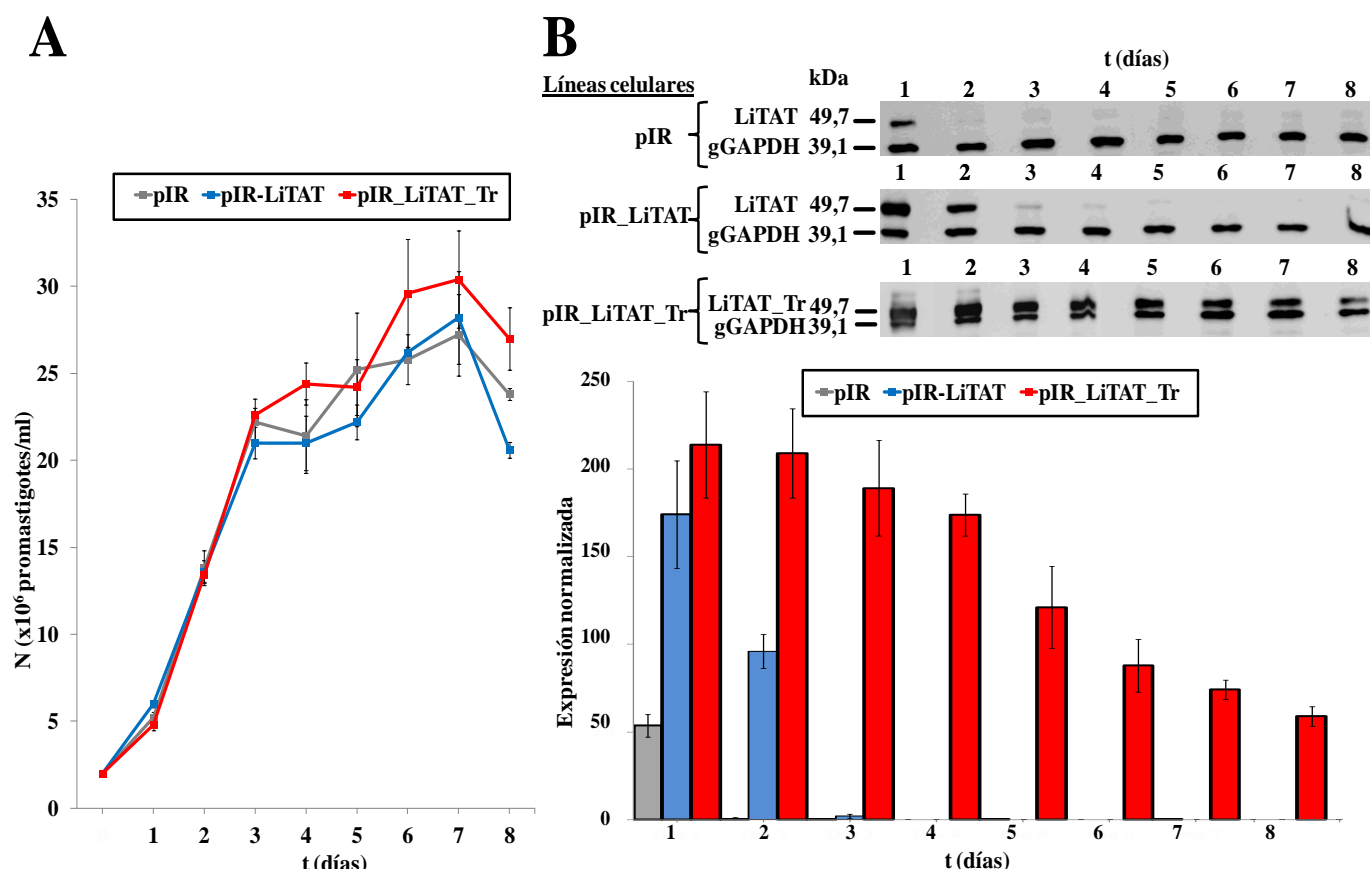 A
pIR pIR-LiTAT pIR_LiTAT_Tr
35
30
25
20
15
10
5
0
N (x10⁶ promastigotes/ml)
1 2 3 4 5 6 7 8
t (días)
B
t (días)
Líneas celulares kDa 1 2 3 4 5 6 7 8
LiTAT 49,7
pIR
gGAPDH 39,1
1 2 3 4 5 6 7 8
LiTAT 49,7
pIR_LiTAT
gGAPDH 39,1
1 2 3 4 5 6 7 8
LiTAT_Tr 49,7
pIR_LiTAT_Tr
gGAPDH 39,1
pIR pIR-LiTAT pIR_LiTAT_Tr
250
200
150
100
50
0
Expresión normalizada
1 2 3 4 5 6 7 8
t (días)